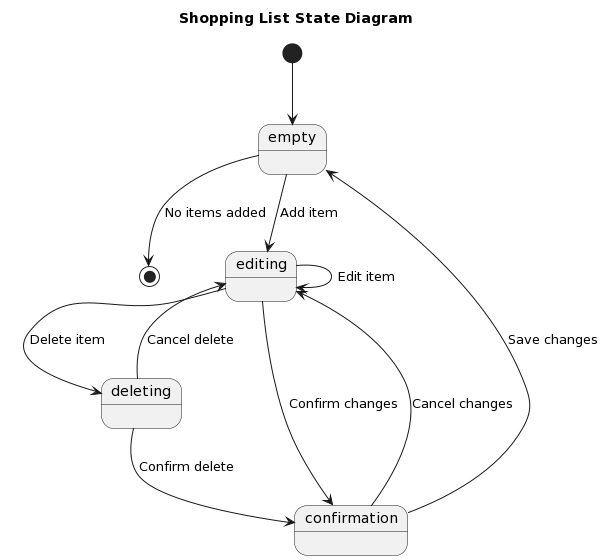 Shopping List State Diagram
empty
No items added
Add item
editing
Edit item
Delete item
Cancel delete
Save changes
deleting
Confirm changes
Cancel changes
Confirm delete
confirmation